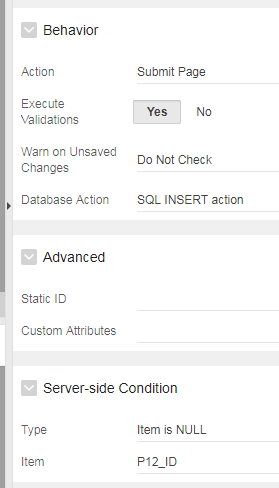 Behavior
Action Submit Page
Execute Validations Yes No
Warn on Unsaved Changes Do Not Check
Database Action SQL INSERT action
Advanced
Static ID
Custom Attributes
Server-side Condition
Type Item is NULL
Item P12_ID